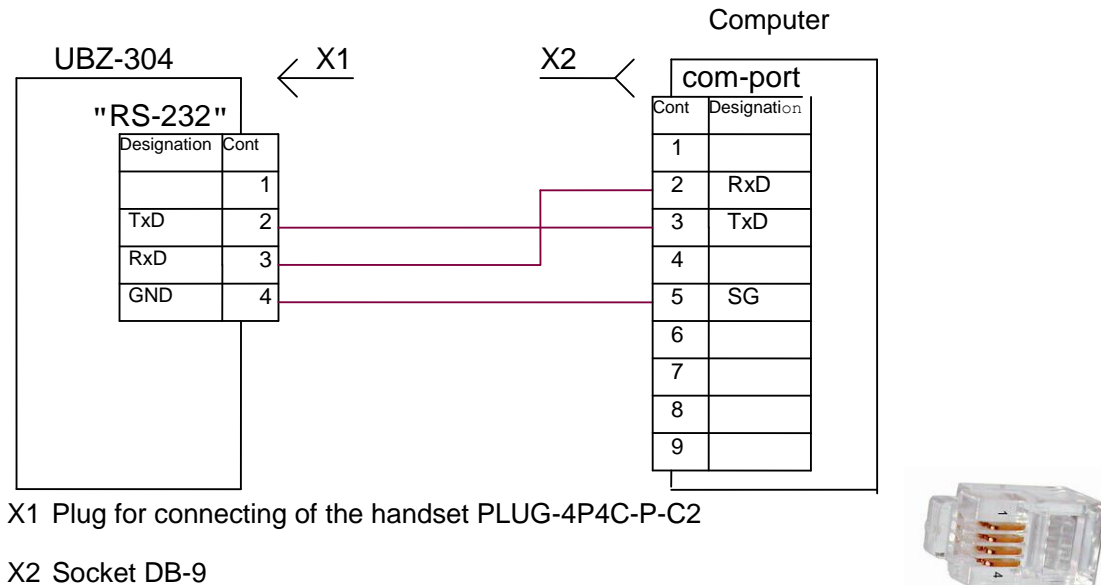 Computer
UBZ-304
X1
X2
com-port
"RS-232"
Designation Cont
1
TxD 2
RxD 3
GND 4
Cont Designation
1
2 RxD
3 TxD
4
5 SG
6
7
8
9
X1 Plug for connecting of the handset PLUG-4P4C-P-C2
1
4
X2 Socket DB-9